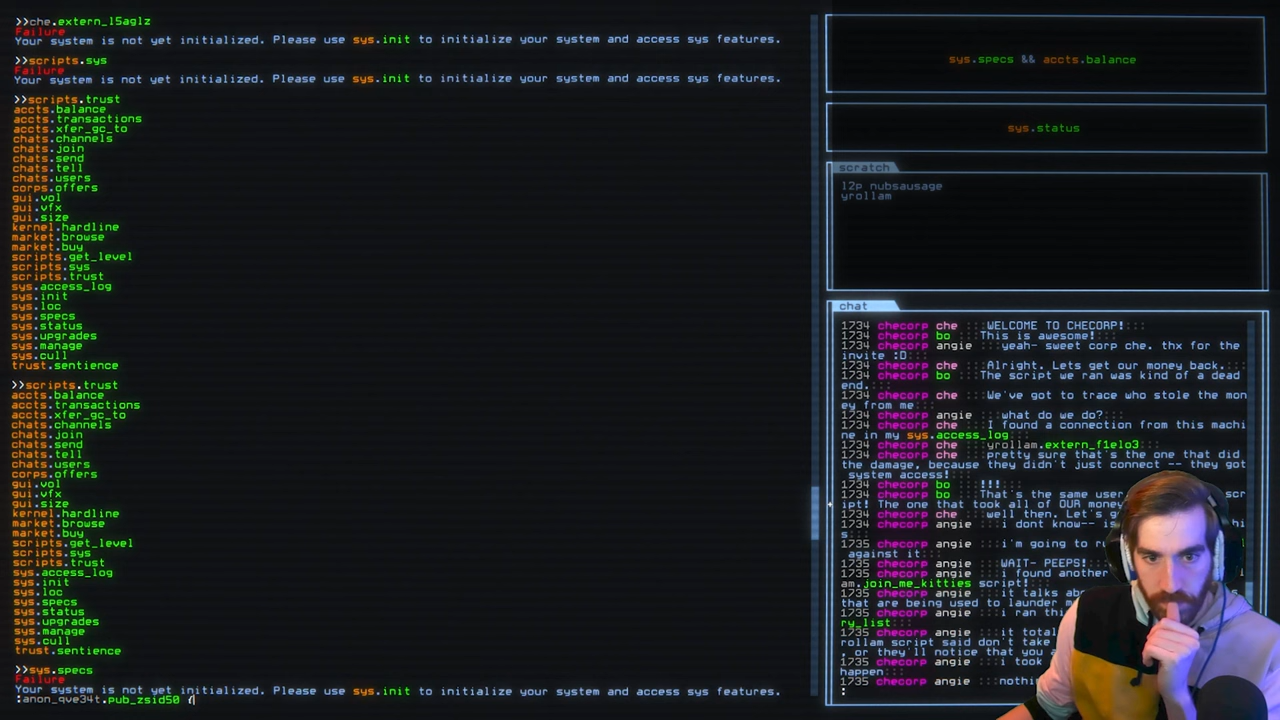 >>che.extern_l5aglz
Failure
Your system is not yet initialized. Please use sys.init to initialize your system and access sys features.
>>scripts.sys
Failure
Your system is not yet initialized. Please use sys.init to initialize your system and access sys features.
>>scripts.trust
accts.balance
accts.transactions
accts.xfer_gc_to
chats.channels
chats.join
chats.send
chats.tell
chats.users
corps.offers
gui.vol
gui.vfx
gui.size
kernel.hardline
market.browse
market.buy
scripts.get_level
scripts.sys
scripts.trust
sys.access_log
sys.init
sys.loc
sys.specs
sys.status
sys.upgrades
sys.manage
sys.cull
trust.sentience
>>scripts.trust
accts.balance
accts.transactions
accts.xfer_gc_to
chats.channels
chats.join
chats.send
chats.tell
chats.users
corps.offers
gui.vol
gui.vfx
gui.size
kernel.hardline
market.browse
market.buy
scripts.get_level
scripts.sys
scripts.trust
sys.access_log
sys.init
sys.loc
sys.specs
sys.status
sys.upgrades
sys.manage
sys.cull
trust.sentience
>>sys.specs
Failure
Your system is not yet initialized. Please use sys.init to initialize your system and access sys features.
:anon_qve34t.pub_zsid50 {
sys.specs && accts.balance
sys.status
scratch
l2p nubsausage
yrollam
chat
1734 checorp che :::WELCOME TO CHECORP!:::
1734 checorp bo :::This is awesome!:::
1734 checorp angie :::yeah- sweet corp che. thx for the
invite :D:::
1734 checorp che :::Alright. Lets get our money back.:::
1734 checorp bo :::The script we ran was kind of a dead
end.:::
1734 checorp che :::We've got to trace who stole the mon
ey from me:::
1734 checorp angie :::what do we do?:::
1734 checorp che :::I found a connection from this machi
ne in my sys.access_log:::
1734 checorp che :::yrollam.extern_f1elo3:::
1734 checorp che :::pretty sure that's the one that did
the damage, because they didn't just connect -- they got
system access!:::
1734 checorp bo :::!!!:::
1734 checorp bo :::That's the same user scr
ipt! The one that took all of OUR money
1734 checorp che :::well then. Let's g
1734 checorp angie :::i dont know-- is hi
s:::
1735 checorp angie :::i'm going to ru
against it:::
1735 checorp angie :::WAIT- PEEPS!:::
1735 checorp angie :::i found another
am.join_me_kitties script!:::
1735 checorp angie :::it talks abo
that are being used to launder m
1735 checorp angie :::i ran thi
ry_list:::
1735 checorp angie :::it total
rollam script said don't take
, or they'll notice that you a
1735 checorp angie :::i took
happen:::
1735 checorp angie :::nothin
: